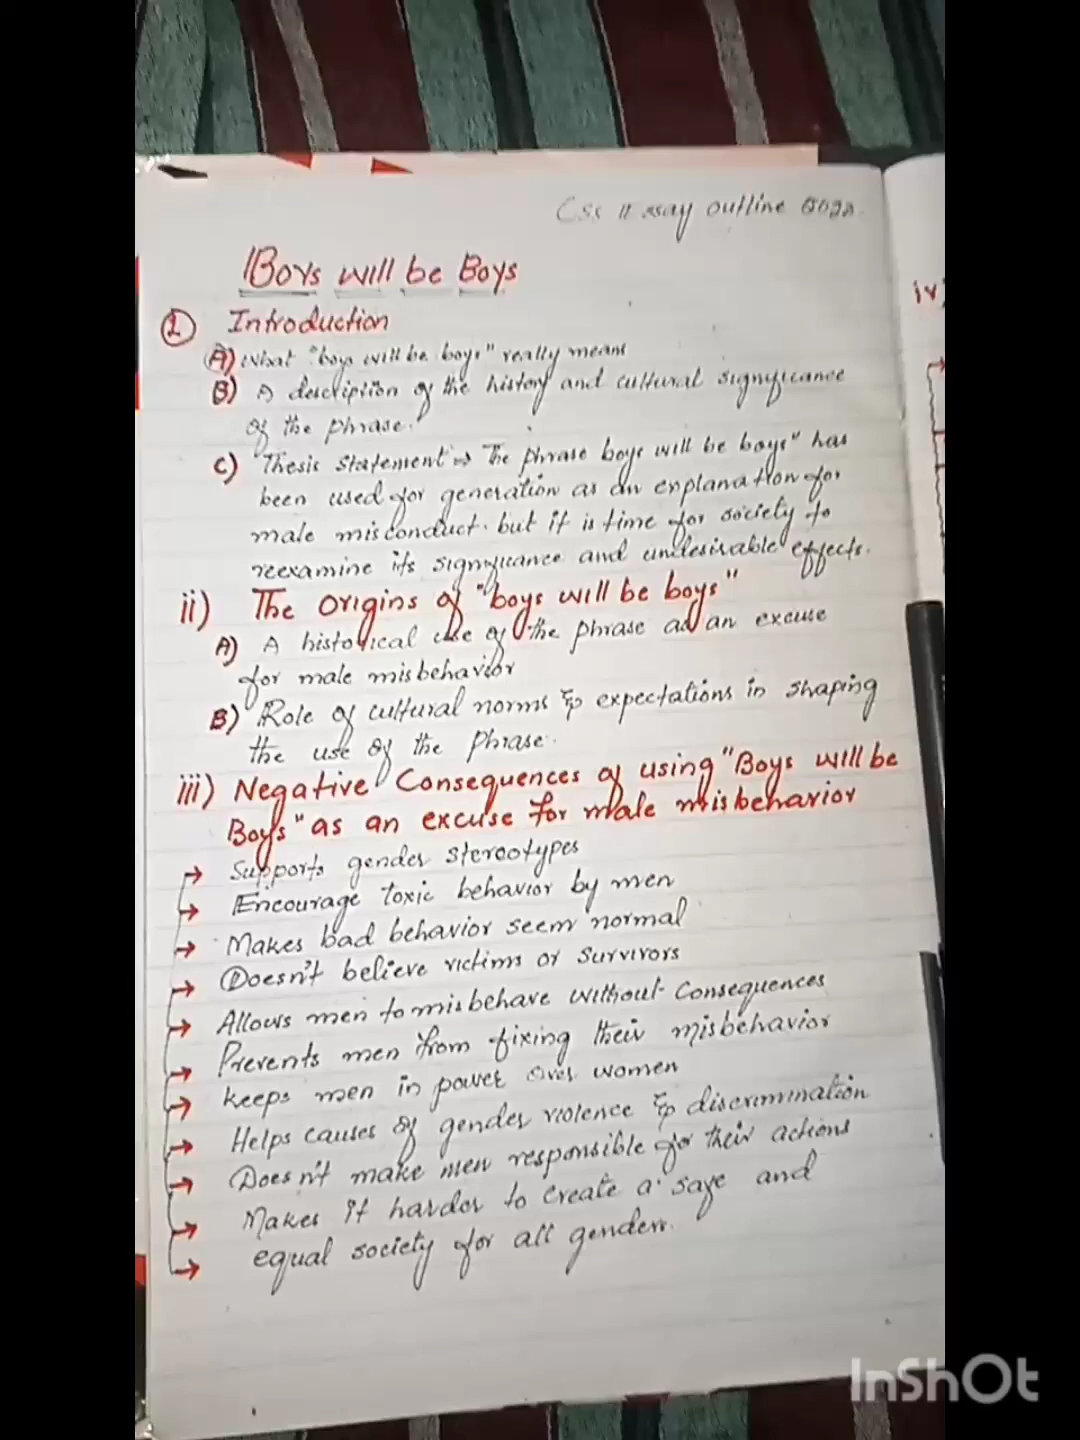 Css Essay outline 2022
Boys will be Boys
1 Introduction
A) What "boys will be boys" really means
B) A description of the history and cultural significance
of the phrase.
C) Thesis Statement → The phrase boys will be boys" has
been used for generation as an explanation for
male misconduct. but it is time for society to
reexamine its significance and undesirable effects.
ii) The origins of "boys will be boys"
A) A historical use of the phrase as an excuse
for male misbehavior
B) Role of cultural norms & expectations in shaping
the use of the phrase.
iii) Negative Consequences of using "Boys will be
Boys" as an excuse for male misbehavior
→ Supports gender stereotypes
→ Encourage toxic behavior by men
→ Makes bad behavior seem normal
→ Doesn't believe victims or survivors
→ Allows men to misbehave without consequences
→ Prevents men from fixing their misbehavior
→ Keeps men in power over women
→ Helps causes of gender violence & discrimination
→ Doesn't make men responsible for their actions
→ Makes it harder to create a safe and
→ equal society for all genders.
iv)
InShOt